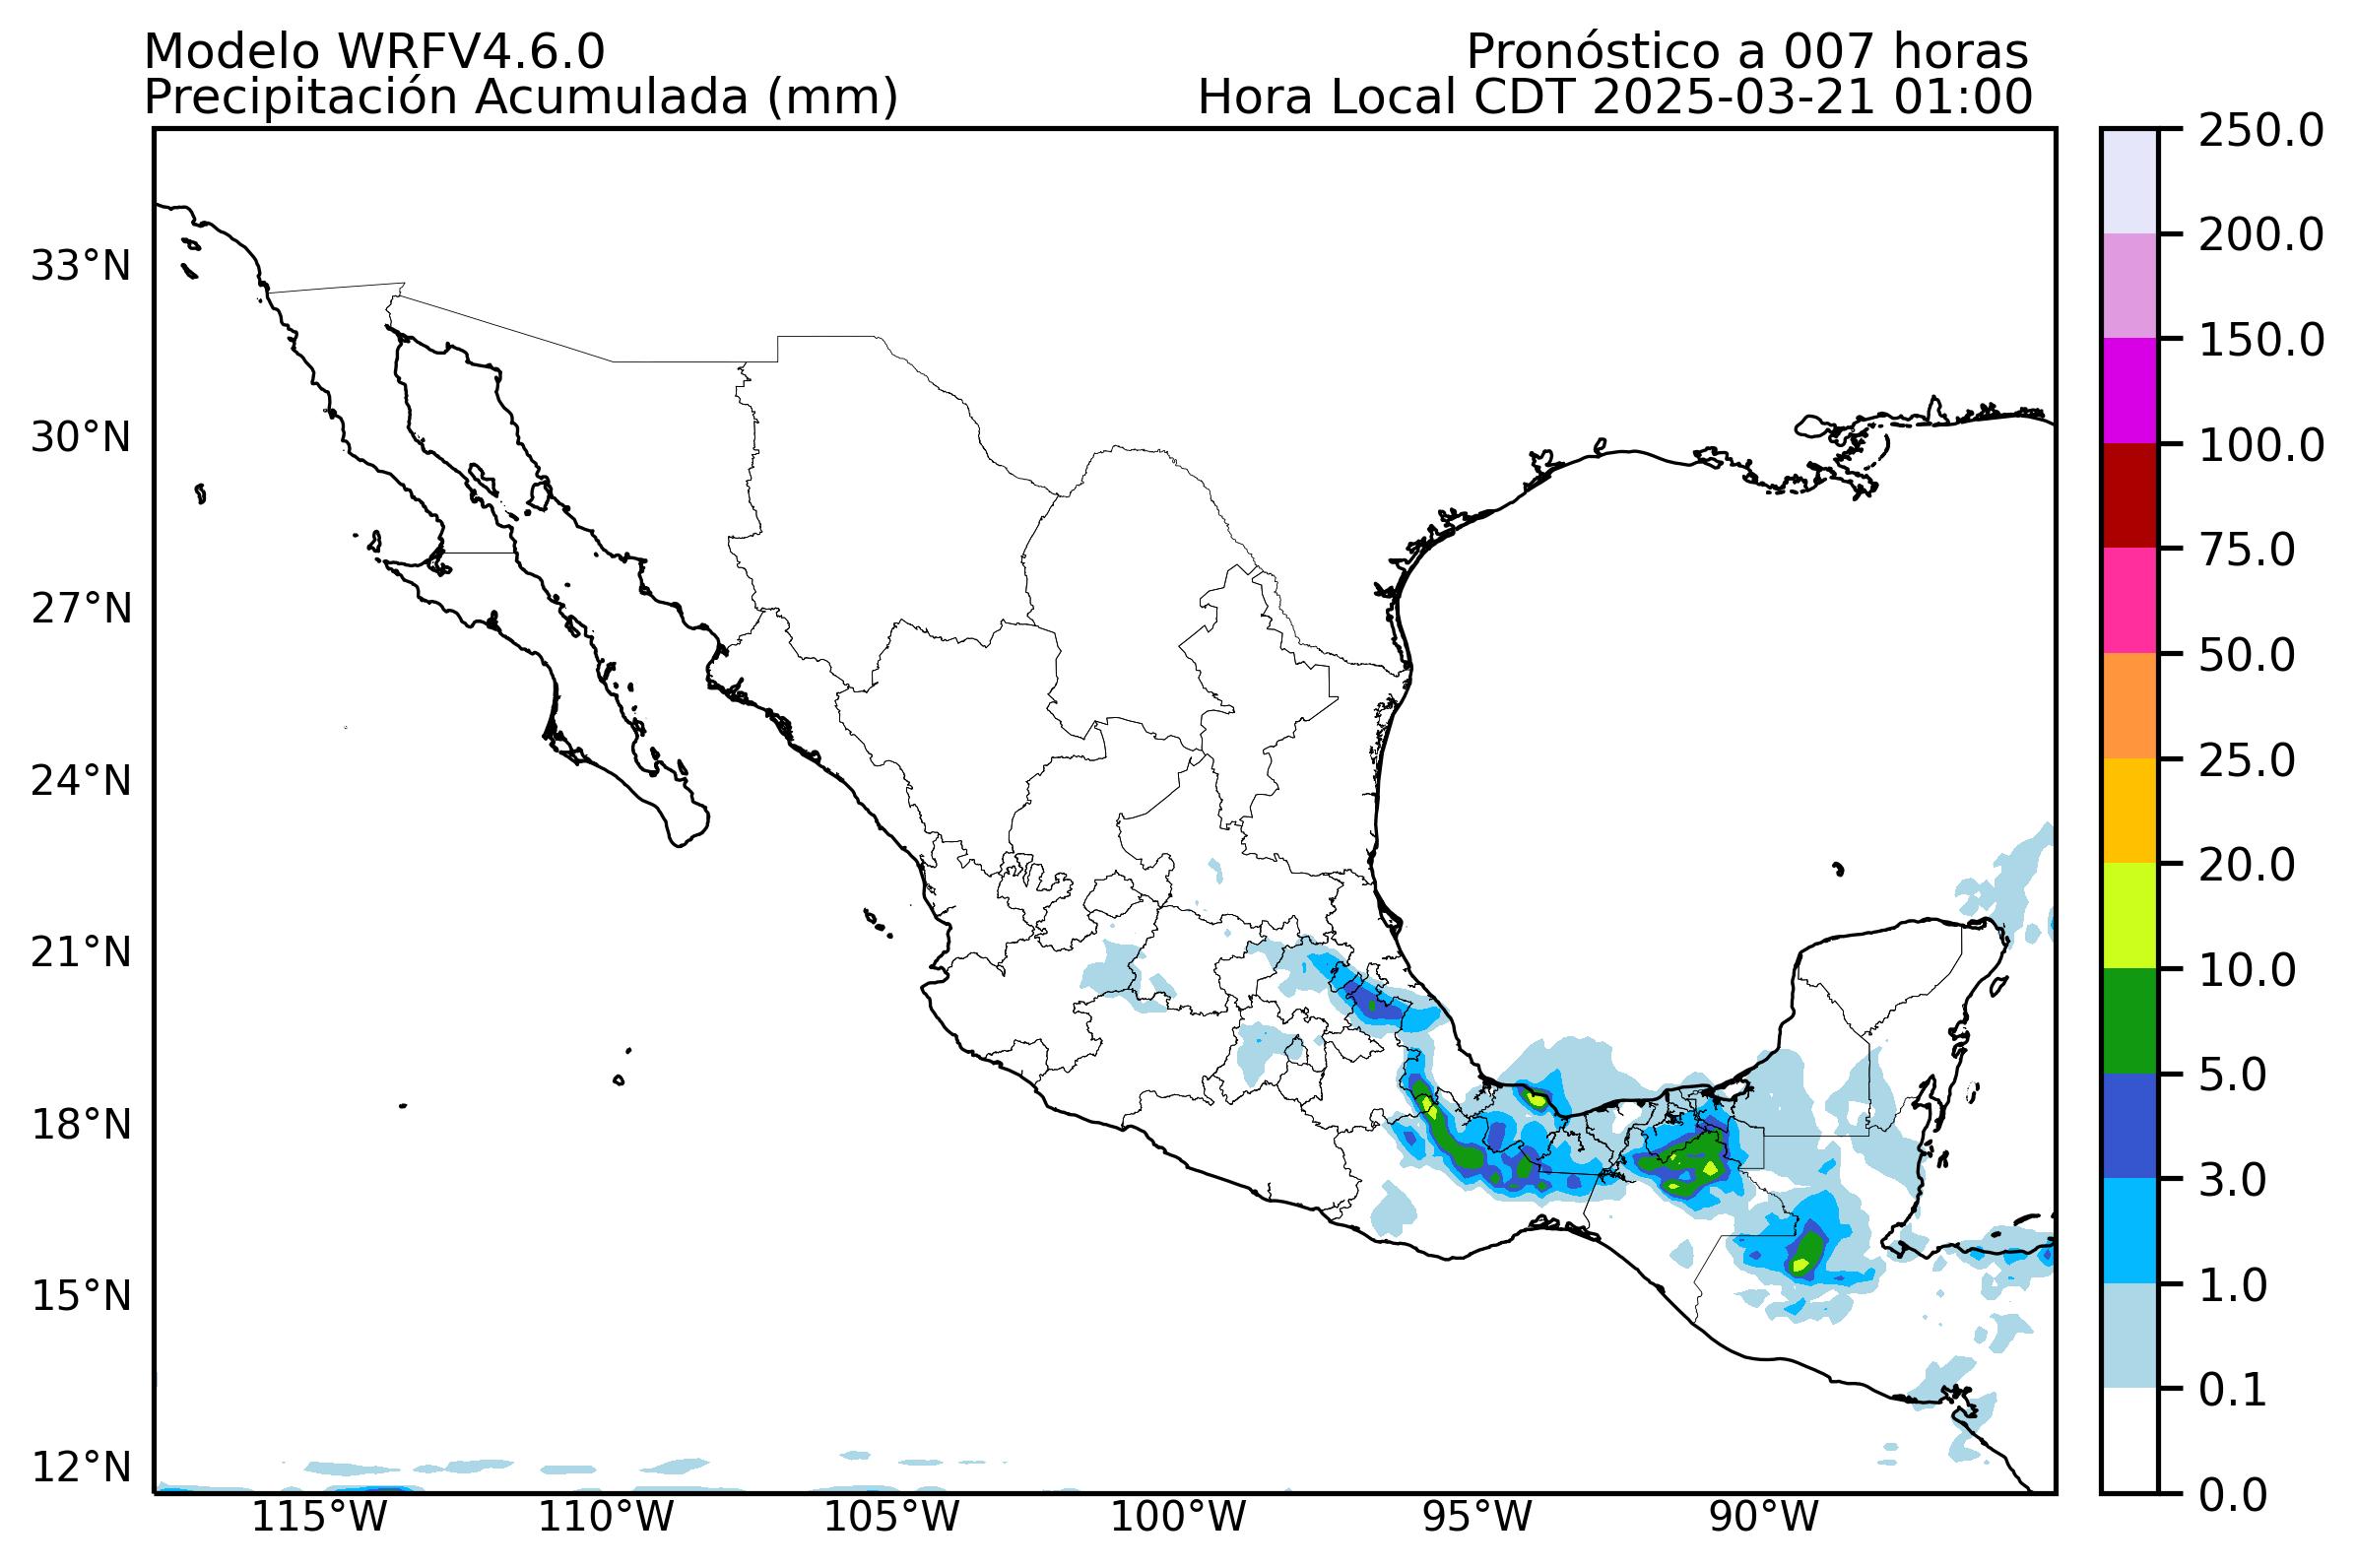 Modelo WRFV4.6.0
Pronóstico a 007 horas
Precipitación Acumulada (mm)
Hora Local CDT 2025-03-21 01:00
33°N
30°N
27°N
24°N
21°N
18°N
15°N
12°N
115°W
110°W
105°W
100°W
95°W
90°W
250.0
200.0
150.0
100.0
75.0
50.0
25.0
20.0
10.0
5.0
3.0
1.0
0.1
0.0